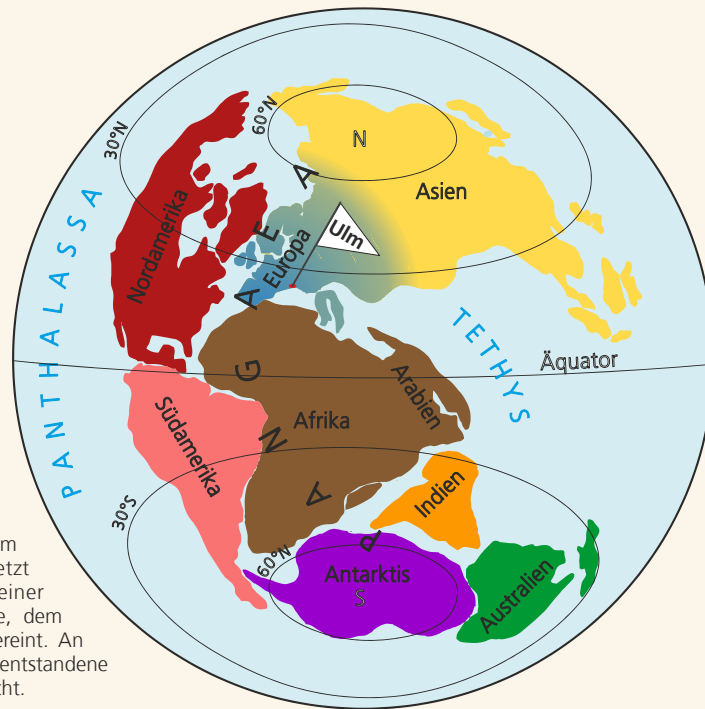 60°N
N
30°N
PANTHALASSA
Nordamerika
Europa
Ulm
Asien
PANGAEA
TETHYS
Äquator
Arabien
Afrika
Südamerika
Indien
30°S
60°N
Antarktis
S
Australien
m
etzt
einer
e, dem
ereint. An
entstandene
cht.